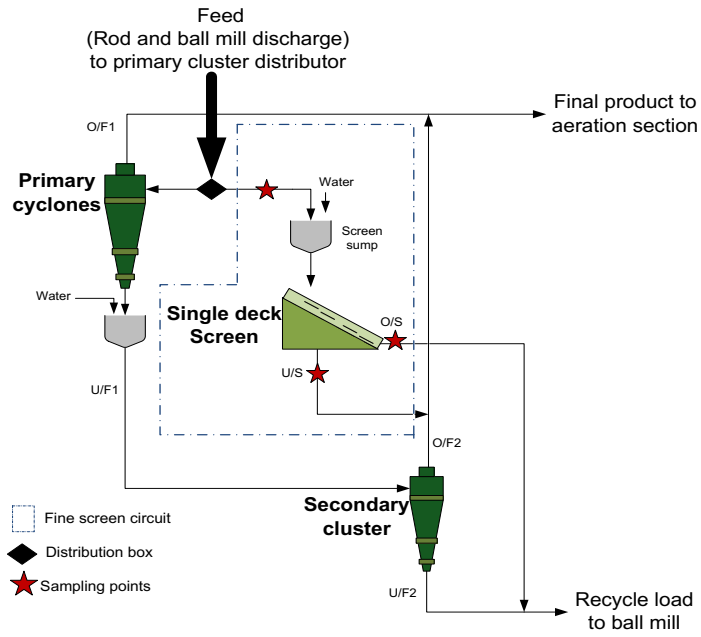 Feed
(Rod and ball mill discharge)
to primary cluster distributor
O/F1
Final product to
aeration section
Primary
cyclones
Water
Screen
sump
Water
Single deck
Screen
O/S
U/S
U/F1
O/F2
Secondary
cluster
Fine screen circuit
Distribution box
Sampling points
U/F2
Recycle load
to ball mill